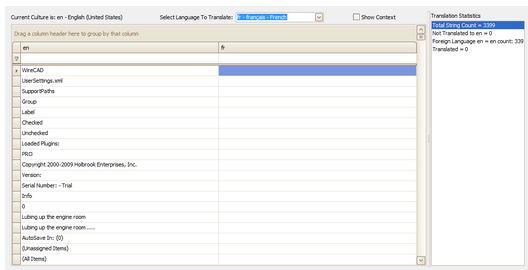 Current Culture is: en - English (United States)
Select Language To Translate:
fr - français - French
Show Context
Drag a column header here to group by that column
en
fr
WireCAD
UserSettings.xml
SupportPaths
Group
Label
Checked
Unchecked
Loaded Plugins:
PRO
Copyright 2000-2009 Holbrook Enterprises, Inc.
Version:
Serial Number: - Trial
Info
0
Lubing up the engine room
Lubing up the engine room .....
AutoSave In: {0}
(Unassigned Items)
(All Items)
Translation Statistics
Total String Count = 3399
Not Translated to en = 0
Foreign Language en = en count: 339
Translated = 0